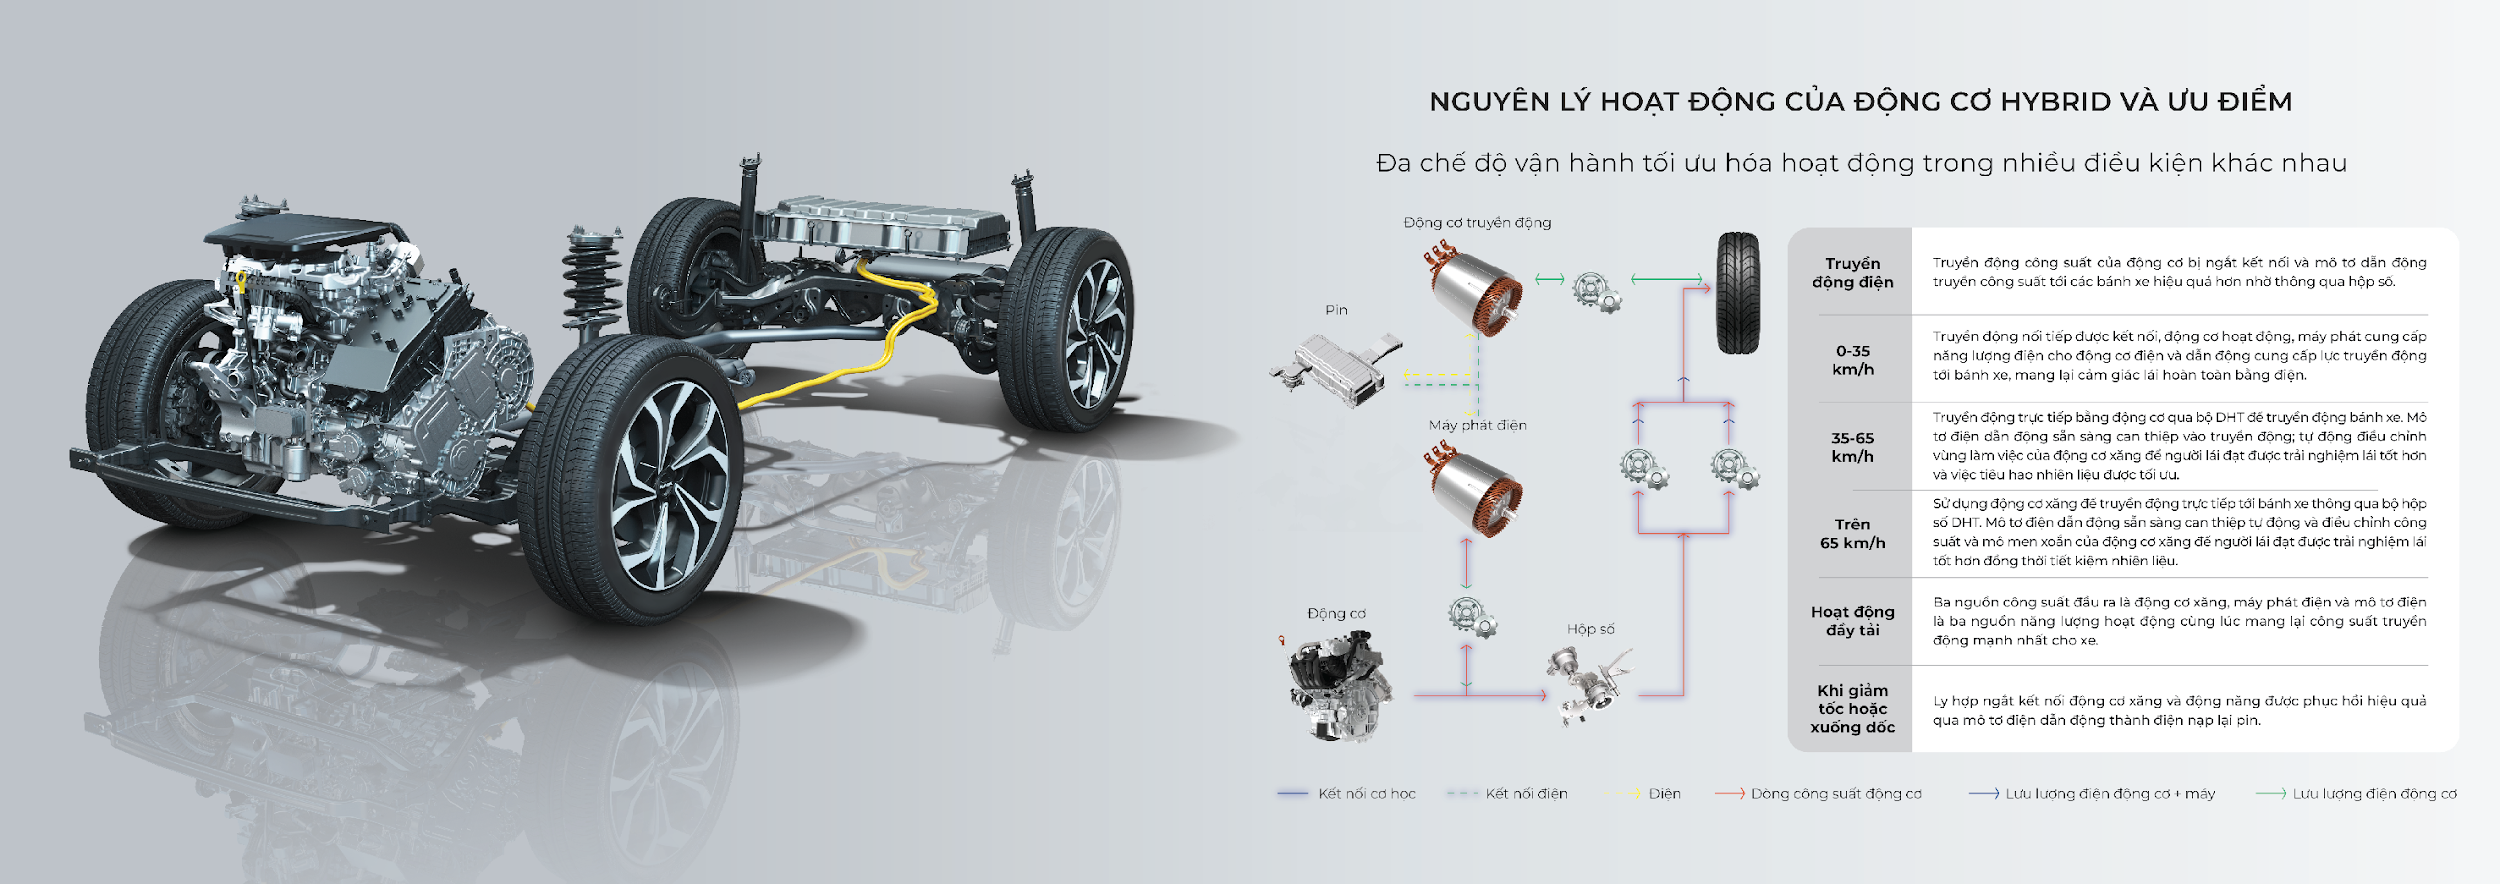 NGUYÊN LÝ HOẠT ĐỘNG CỦA ĐỘNG CƠ HYBRID VÀ ƯU ĐIỂM
Đa chế độ vận hành tối ưu hóa hoạt động trong nhiều điều kiện khác nhau
Động cơ truyền động
Pin
Máy phát điện
Động cơ
Hộp số
Truyền
động điện
Truyền động công suất của động cơ bị ngắt kết nối và mô tơ dẫn động
truyền công suất tới các bánh xe hiệu quả hơn nhờ thông qua hộp số.
0-35
km/h
Truyền động nối tiếp được kết nối, động cơ hoạt động, máy phát cung cấp
năng lượng điện cho động cơ điện và dẫn động cung cấp lực truyền động
tới bánh xe, mang lại cảm giác lái hoàn toàn bằng điện.
35-65
km/h
Truyền động trực tiếp bằng động cơ qua bộ DHT để truyền động bánh xe. Mô
tơ điện dẫn động sẵn sàng can thiệp vào truyền động; tự động điều chỉnh
vùng làm việc của động cơ xăng để người lái đạt được trải nghiệm lái tốt hơn
và việc tiêu hao nhiên liệu được tối ưu.
Trên
65 km/h
Sử dụng động cơ xăng để truyền động trực tiếp tới bánh xe thông qua bộ hộp
số DHT. Mô tơ điện dẫn động sẵn sàng can thiệp tự động và điều chỉnh công
suất và mô men xoắn của động cơ xăng để người lái đạt được trải nghiệm lái
tốt hơn đồng thời tiết kiệm nhiên liệu.
Hoạt động
đầy tải
Ba nguồn công suất đầu ra là động cơ xăng, máy phát điện và mô tơ điện
là ba nguồn năng lượng hoạt động cùng lúc mang lại công suất truyền
động mạnh nhất cho xe.
Khi giảm
tốc hoặc
xuống dốc
Ly hợp ngắt kết nối động cơ xăng và động năng được phục hồi hiệu quả
qua mô tơ điện dẫn động thành điện nạp lại pin.
Kết nối cơ học
Kết nối điện
Điện
Dòng công suất động cơ
Lưu lượng điện động cơ + máy
Lưu lượng điện động cơ